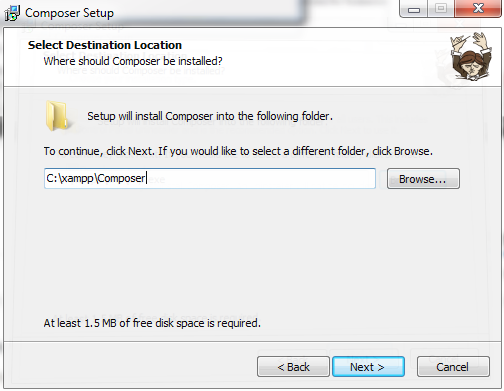 Composer Setup
Select Destination Location
Where should Composer be installed?
Setup will install Composer into the following folder.
To continue, click Next. If you would like to select a different folder, click Browse.
C:\xampp\Composer
Browse...
At least 1.5 MB of free disk space is required.
< Back
Next >
Cancel